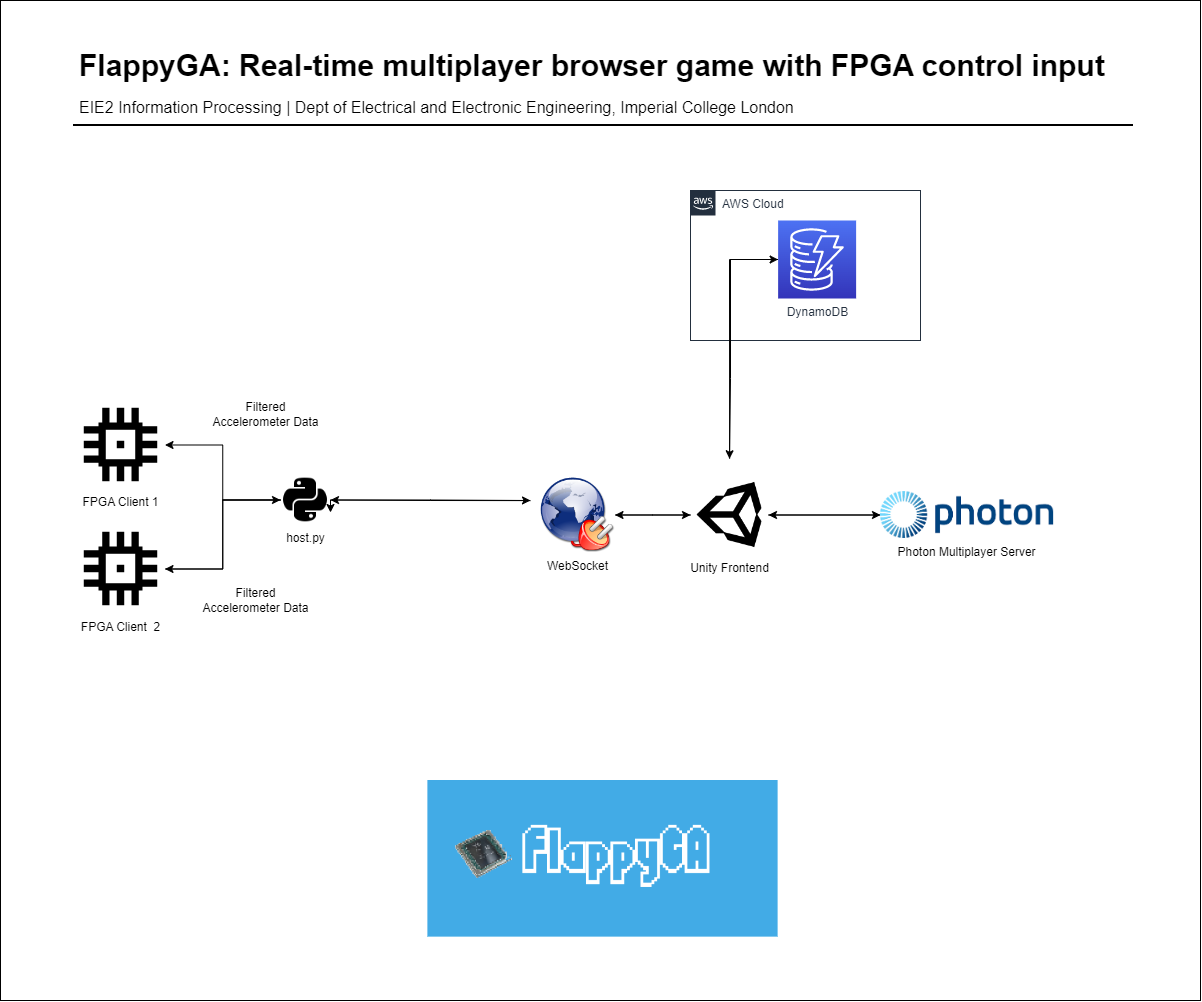 FlappyGA: Real-time multiplayer browser game with FPGA control input
EIE2 Information Processing | Dept of Electrical and Electronic Engineering, Imperial College London
aws
AWS Cloud
DynamoDB
Filtered
Accelerometer Data
FPGA Client 1
host.py
Filtered
Accelerometer Data
FPGA Client 2
WebSocket
Unity Frontend
photon
Photon Multiplayer Server
FlappyGA